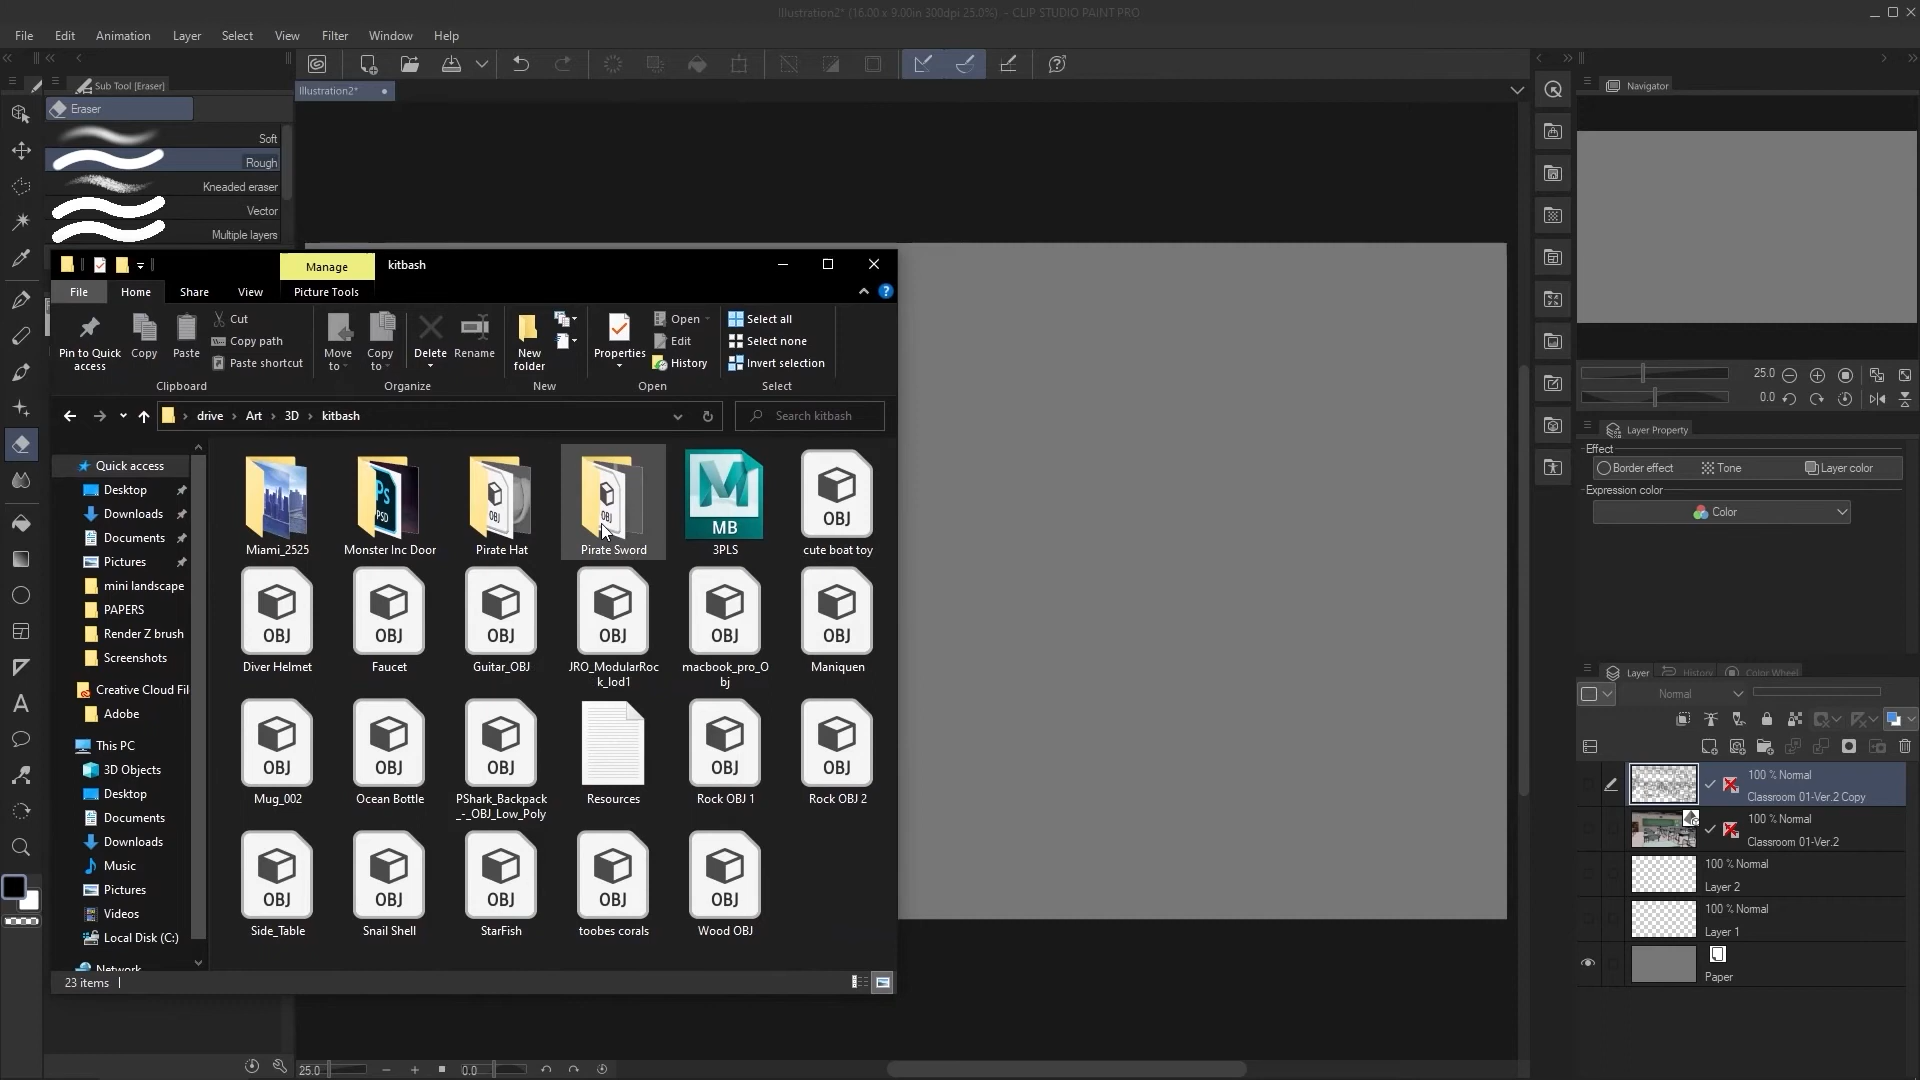 Illustration2* (16.00 x 9.00in 300dpi 25.0%) - CLIP STUDIO PAINT PRO
File Edit Animation Layer Select View Filter Window Help
Sub Tool [Eraser]
Eraser
Soft
Rough
Kneaded eraser
Vector
Multiple layers
Illustration2*
Manage
kitbash
File Home Share View Picture Tools
Pin to Quick access
Copy
Paste
Cut
Copy path
Paste shortcut
Clipboard
Move to
Copy to
Delete
Rename
Organize
New folder
New
Properties
Open
Edit
History
Open
Select all
Select none
Invert selection
Select
drive > Art > 3D > kitbash
Search kitbash
Quick access
Desktop
Downloads
Documents
Pictures
mini landscape
PAPERS
Render Z brush
Screenshots
Creative Cloud Fil
Adobe
This PC
3D Objects
Desktop
Documents
Downloads
Music
Pictures
Videos
Local Disk (C:)
Network
Ps
PSD
OBJ
OBJ
M
MB
OBJ
Miami_2525
Monster Inc Door
Pirate Hat
Pirate Sword
3PLS
cute boat toy
OBJ OBJ OBJ OBJ OBJ OBJ
Diver Helmet
Faucet
Guitar_OBJ
JRO_ModularRoc
k_lod1
macbook_pro_O
bj
Maniquen
OBJ OBJ OBJ OBJ OBJ
Mug_002
Ocean Bottle
PShark_Backpack
_-_OBJ_Low_Poly
Resources
Rock OBJ 1
Rock OBJ 2
OBJ OBJ OBJ OBJ OBJ
Side_Table
Snail Shell
StarFish
toobes corals
Wood OBJ
23 items
25.0
0.0
Navigator
25.0
0.0
Layer Property
Effect
Border effect
Tone
Layer color
Expression color
Color
Layer
History
Color Wheel
Normal
100 % Normal
Classroom 01-Ver.2 Copy
100 % Normal
Classroom 01-Ver.2
100 % Normal
Layer 2
100 % Normal
Layer 1
Paper